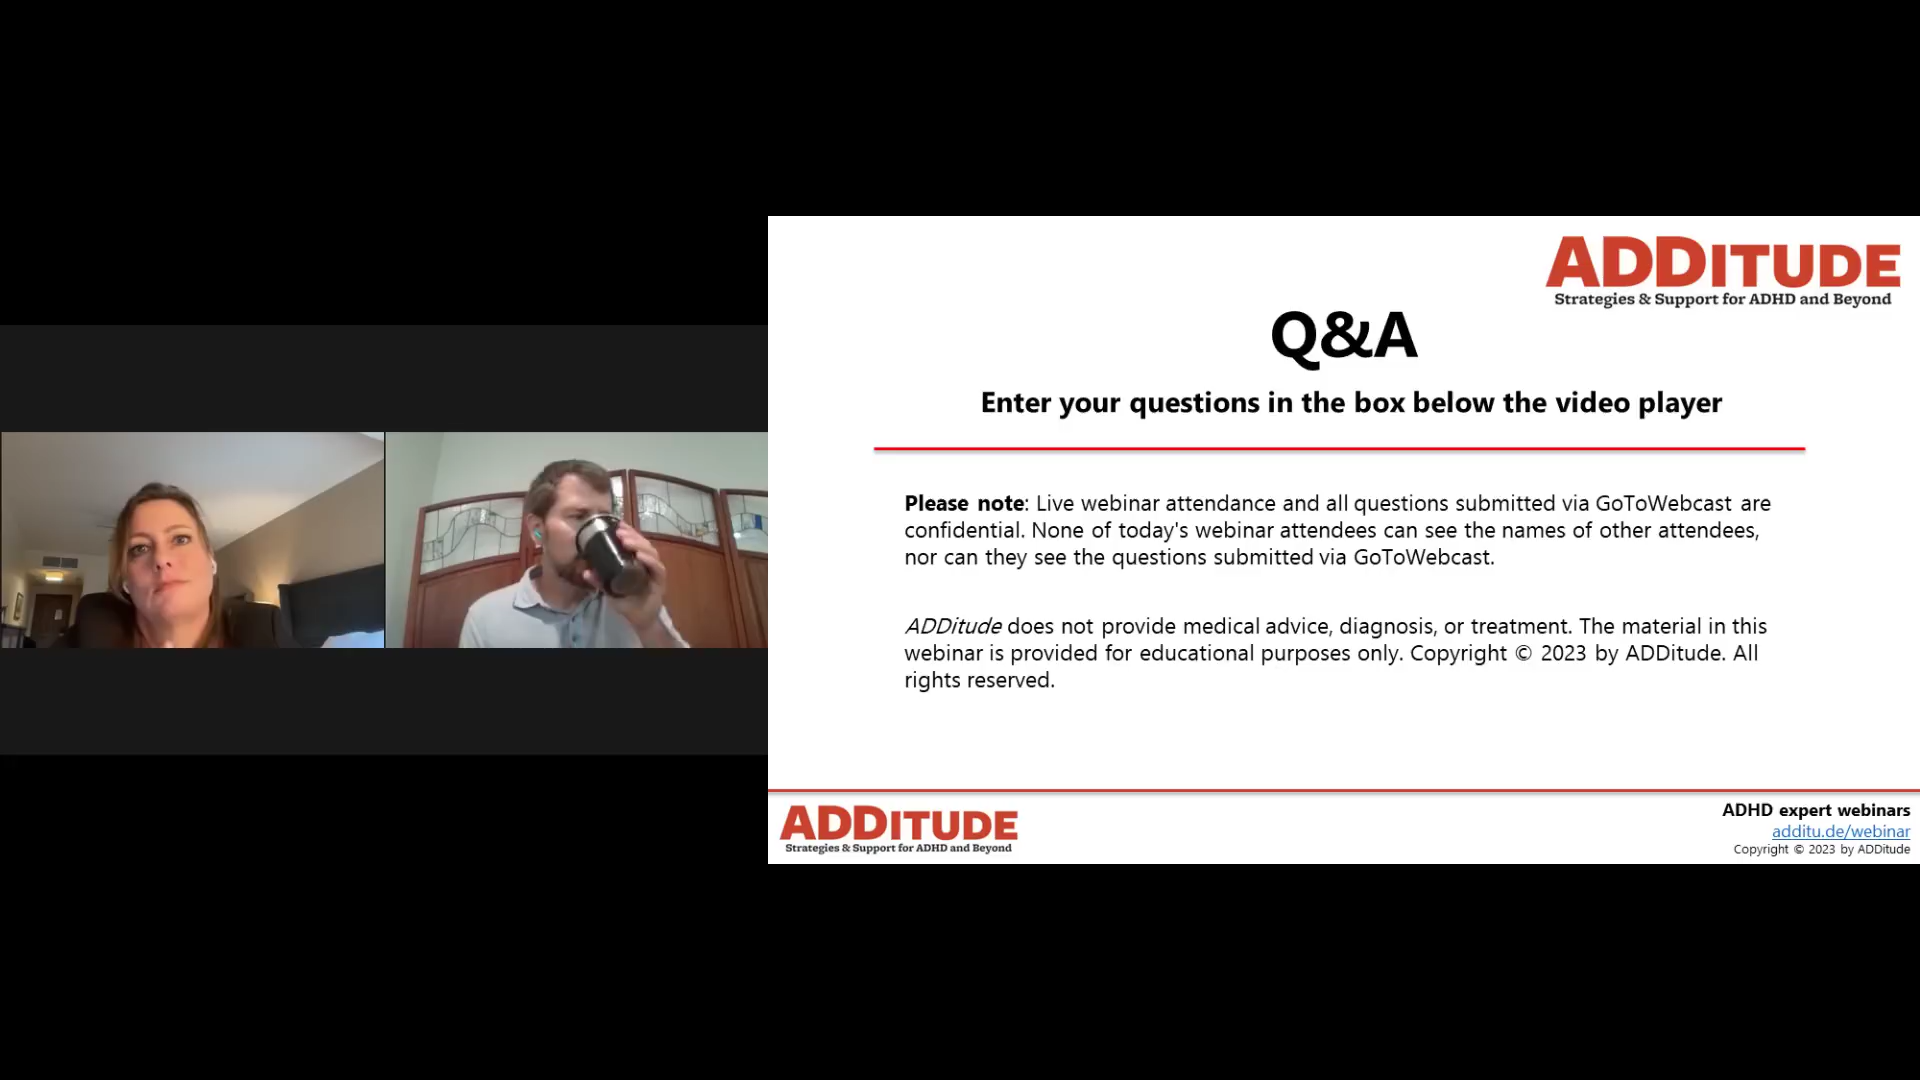 ADDITUDE
Strategies & Support for ADHD and Beyond
Q&A
Enter your questions in the box below the video player
Please note: Live webinar attendance and all questions submitted via GoToWebcast are
confidential. None of today's webinar attendees can see the names of other attendees,
nor can they see the questions submitted via GoToWebcast.
ADDitude does not provide medical advice, diagnosis, or treatment. The material in this
webinar is provided for educational purposes only. Copyright © 2023 by ADDitude. All
rights reserved.
ADDITUDE
Strategies & Support for ADHD and Beyond
ADHD expert webinars
additu.de/webinar
Copyright © 2023 by ADDitude